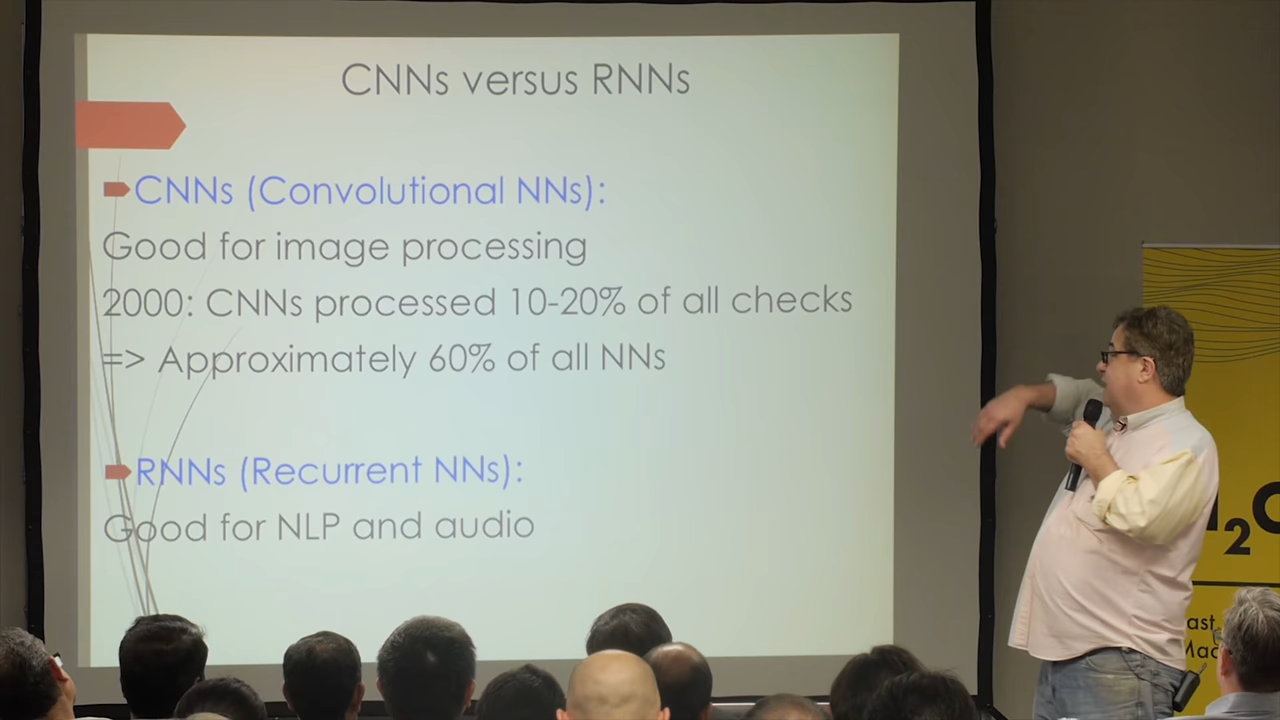 CNNs versus RNNs
CNNs (Convolutional NNs):
Good for image processing
2000: CNNs processed 10-20% of all checks
=> Approximately 60% of all NNs
RNNs (Recurrent NNs):
Good for NLP and audio